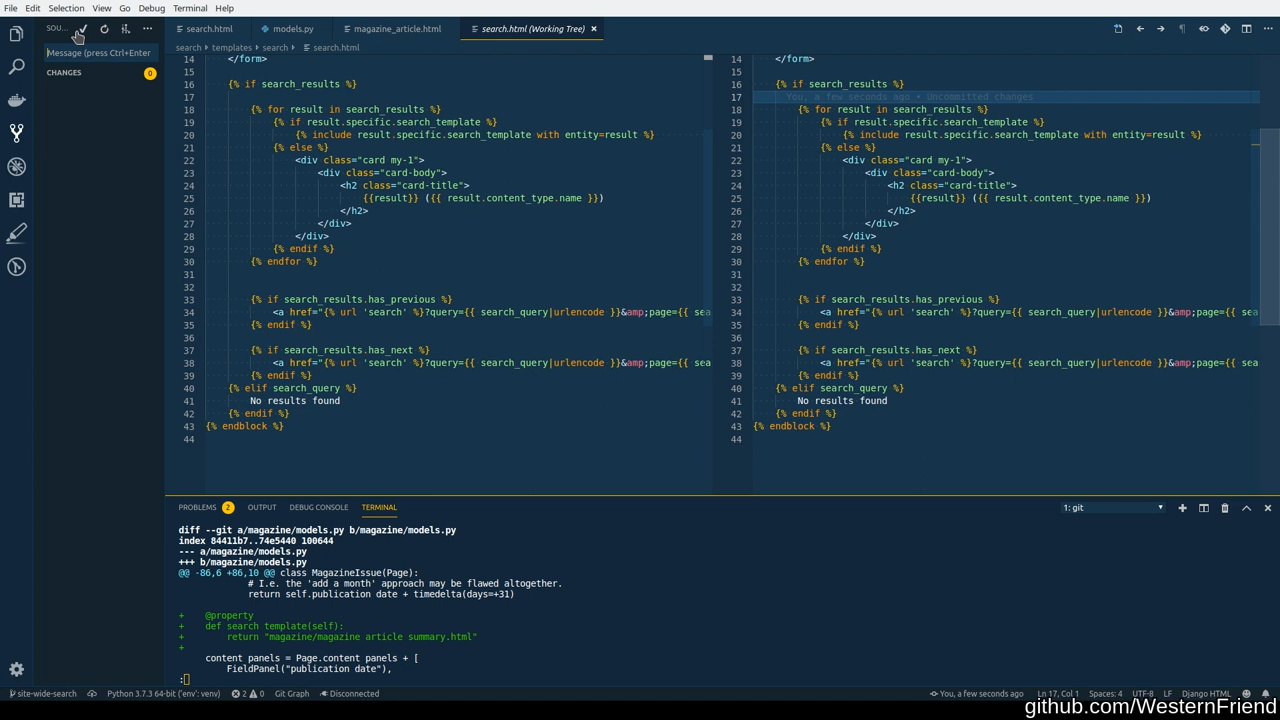 File Edit Selection View Go Debug Terminal Help
SOU...
search.html models.py magazine_article.html search.html (Working Tree)
search templates search search.html
Message (press Ctrl+Enter
CHANGES 0
14 </form>
15
16 {% if search_results %}
17
18 {% for result in search_results %}
19 {% if result.specific.search_template %}
20 {% include result.specific.search_template with entity=result %}
21 {% else %}
22 <div class="card my-1">
23 <div class="card-body">
24 <h2 class="card-title">
25 {{result}} ({{ result.content_type.name }})
26 </h2>
27 </div>
28 </div>
29 {% endif %}
30 {% endfor %}
31
32
33 {% if search_results.has_previous %}
34 <a href="{% url 'search' %}?query={{ search_query|urlencode }}&amp;page={{ sea
35 {% endif %}
36
37 {% if search_results.has_next %}
38 <a href="{% url 'search' %}?query={{ search_query|urlencode }}&amp;page={{ sea
39 {% endif %}
40 {% elif search_query %}
41 No results found
42 {% endif %}
43 {% endblock %}
44
14 </form>
15
16 {% if search_results %}
17 You, a few seconds ago • Uncommitted changes
18 {% for result in search_results %}
19 {% if result.specific.search_template %}
20 {% include result.specific.search_template with entity=result %}
21 {% else %}
22 <div class="card my-1">
23 <div class="card-body">
24 <h2 class="card-title">
25 {{result}} ({{ result.content_type.name }})
26 </h2>
27 </div>
28 </div>
29 {% endif %}
30 {% endfor %}
31
32
33 {% if search_results.has_previous %}
34 <a href="{% url 'search' %}?query={{ search_query|urlencode }}&amp;page={{ sea
35 {% endif %}
36
37 {% if search_results.has_next %}
38 <a href="{% url 'search' %}?query={{ search_query|urlencode }}&amp;page={{ sea
39 {% endif %}
40 {% elif search_query %}
41 No results found
42 {% endif %}
43 {% endblock %}
44
PROBLEMS 2 OUTPUT DEBUG CONSOLE TERMINAL 1: git
diff --git a/magazine/models.py b/magazine/models.py
index 84411b7..74e5440 100644
--- a/magazine/models.py
+++ b/magazine/models.py
@@ -86,6 +86,10 @@ class MagazineIssue(Page):
# I.e. the 'add a month' approach may be flawed altogether.
return self.publication date + timedelta(days=+31)
+ @property
+ def search template(self):
+ return "magazine/magazine article summary.html"
+
content panels = Page.content panels + [
FieldPanel("publication date"),
:
site-wide-search Python 3.7.3 64-bit ('env': venv) 2 0 Git Graph Disconnected You, a few seconds ago Ln 17, Col 1 Spaces: 4 UTF-8 LF Django HTML
github.com/WesternFriend